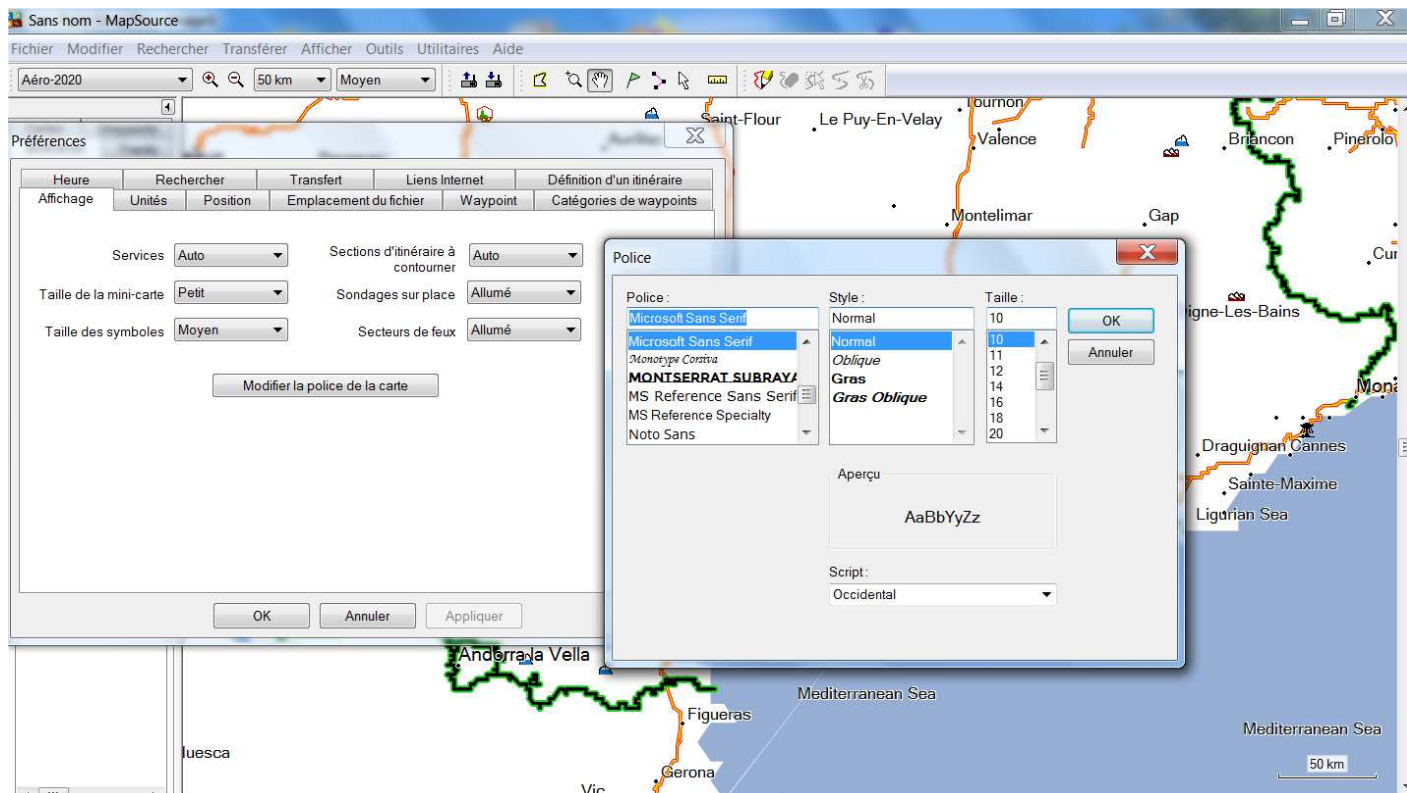 Sans nom - MapSource
Fichier Modifier Rechercher Transférer Afficher Outils Utilitaires Aide
Aéro-2020 50 km Moyen
Préférences
Heure Rechercher Transfert Liens Internet Définition d'un itinéraire
Affichage Unités Position Emplacement du fichier Waypoint Catégories de waypoints
Services Auto
Sections d'itinéraire à contourner Auto
Taille de la mini-carte Petit
Sondages sur place Allumé
Taille des symboles Moyen
Secteurs de feux Allumé
Modifier la police de la carte
OK Annuler Appliquer
Police
Police :
Microsoft Sans Serif
Microsoft Sans Serif
Monotype Corsiva
MONTSERRAT SUBRAYA
MS Reference Sans Serif
MS Reference Specialty
Noto Sans
Style :
Normal
Normal
Oblique
Gras
Gras Oblique
Taille :
10
10
11
12
14
16
18
20
OK
Annuler
Aperçu
AaBbYyZz
Script :
Occidental
Saint-Flour
Le Puy-En-Velay
Tournon
Valence
Briancon
Pinerolo
Montelimar
Gap
Cur
igne-Les-Bains
Mona
Draguignan
Cannes
Sainte-Maxime
Ligurian Sea
Andorra la Vella
Mediterranean Sea
Figueras
Mediterranean Sea
luesca
50 km
Gerona
Vic